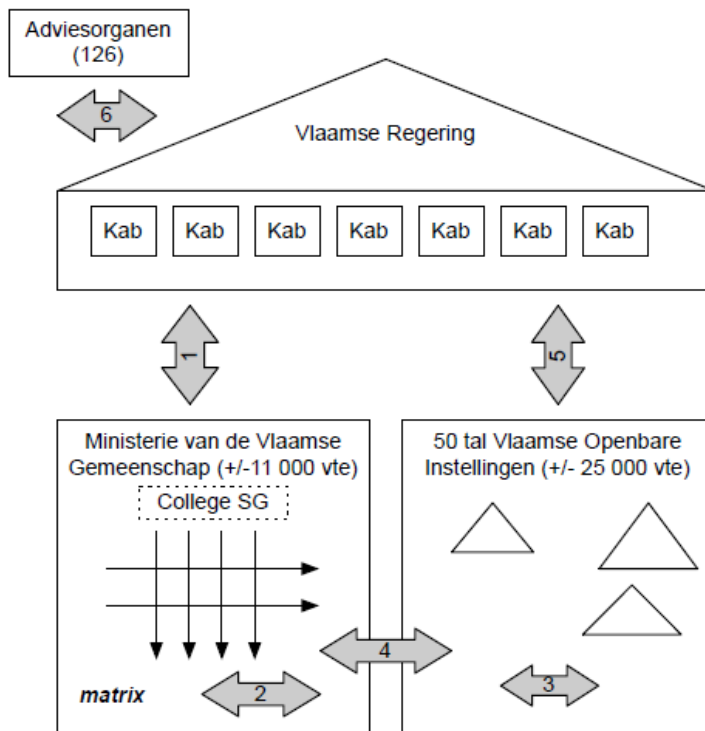 Adviesorganen
(126)
6
Vlaamse Regering
Kab Kab Kab Kab Kab Kab Kab
1
5
Ministerie van de Vlaamse
Gemeenschap (+/-11 000 vte)
College SG
matrix
2
4
50 tal Vlaamse Openbare
Instellingen (+/- 25 000 vte)
3